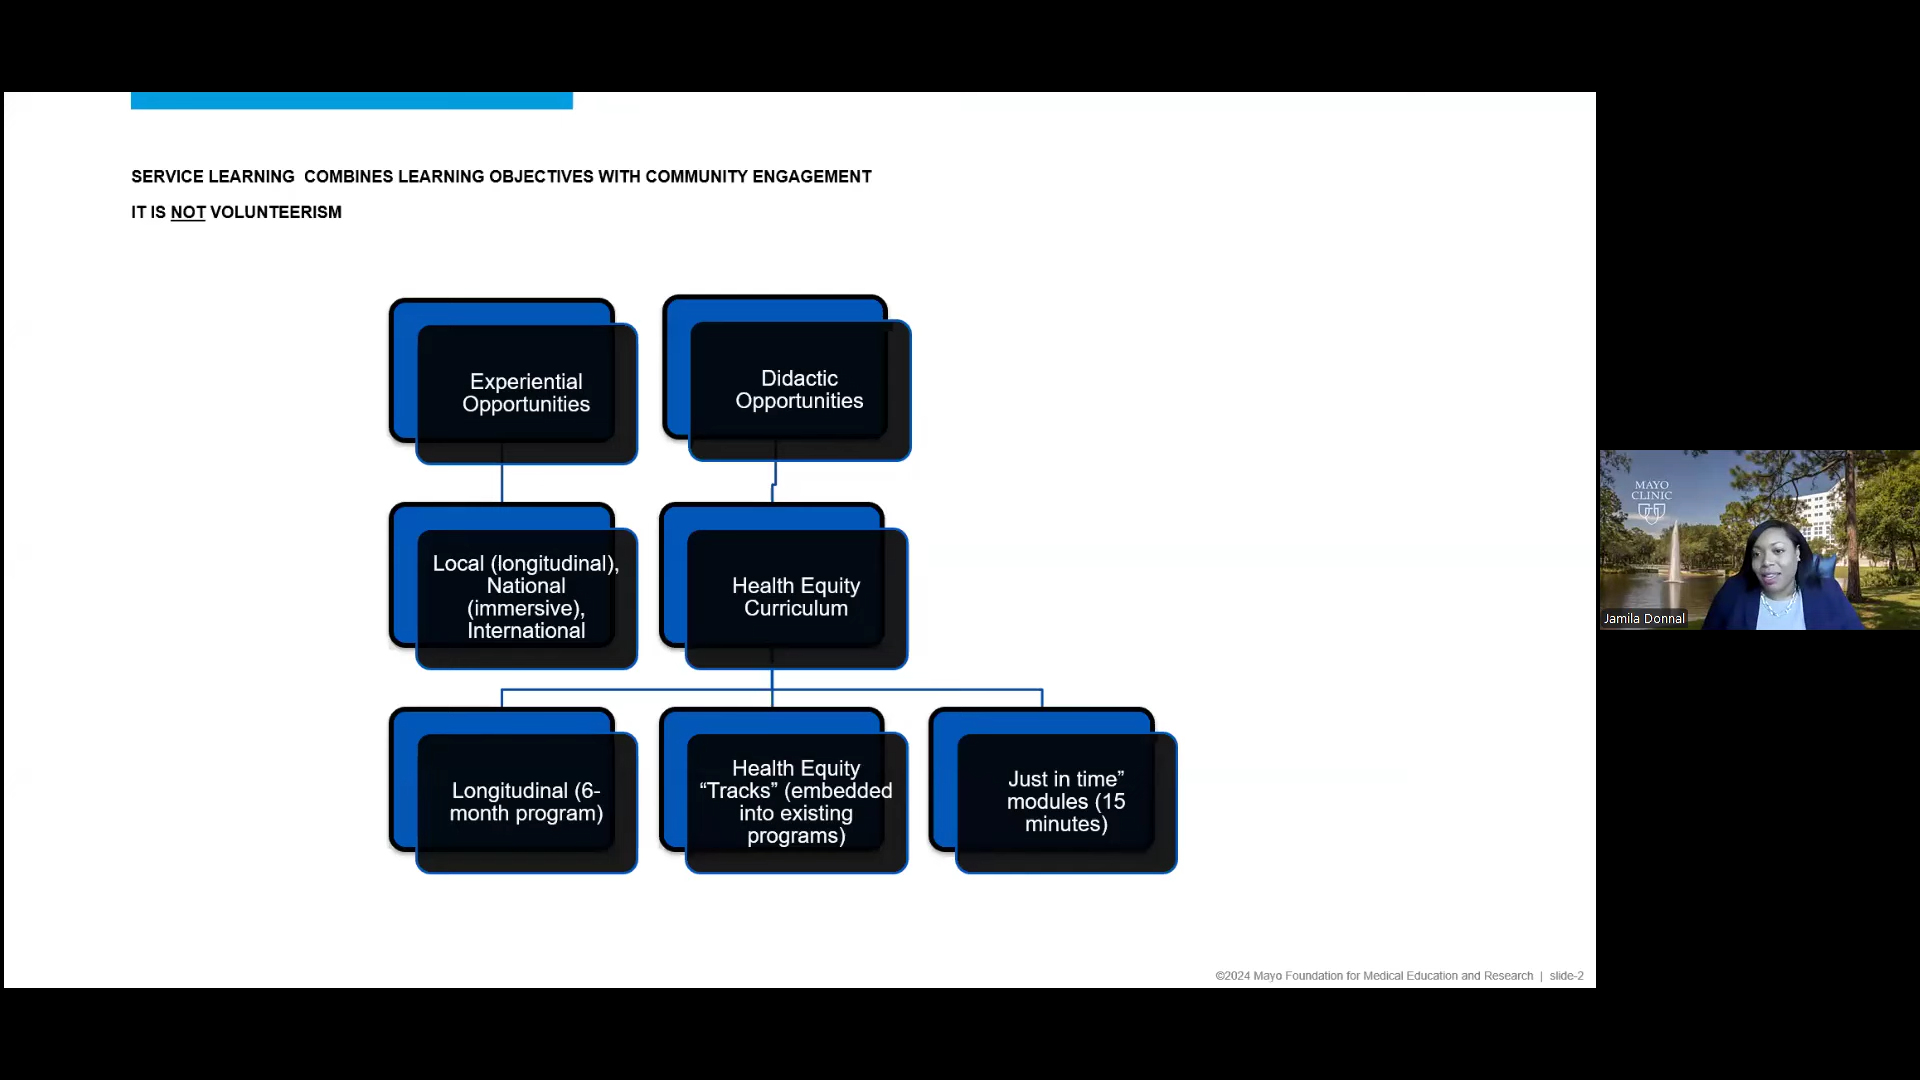 SERVICE LEARNING  COMBINES LEARNING OBJECTIVES WITH COMMUNITY ENGAGEMENT
IT IS NOT VOLUNTEERISM
Experiential
Opportunities
Didactic
Opportunities
Local (longitudinal),
National
(immersive),
International
Health Equity
Curriculum
Longitudinal (6-
month program)
Health Equity
“Tracks” (embedded
into existing
programs)
Just in time”
modules (15
minutes)
©2024 Mayo Foundation for Medical Education and Research  |  slide-2
MAYO
CLINIC
Jamila Donnal